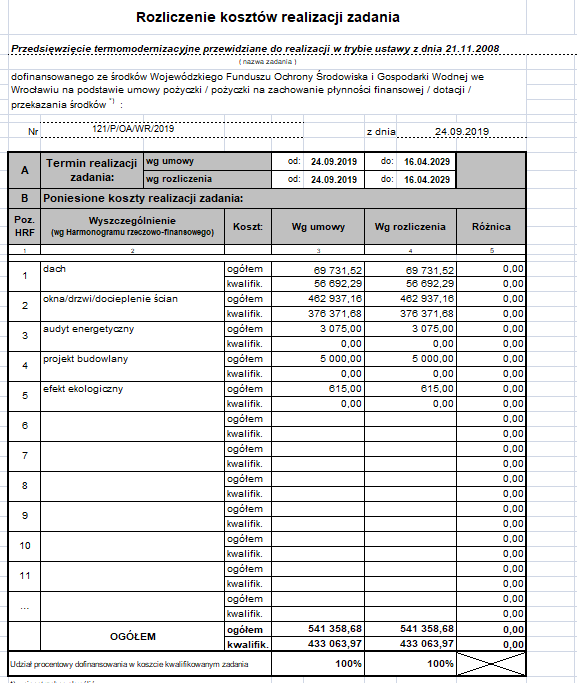 Rozliczenie kosztów realizacji zadania
Przedsięwzięcie termomodernizacyjne przewidziane do realizacji w trybie ustawy z dnia 21.11.2008
( nazwa zadania )
dofinansowanego ze środków Wojewódzkiego Funduszu Ochrony Środowiska i Gospodarki Wodnej we
Wrocławiu na podstawie umowy pożyczki / pożyczki na zachowanie płynności finansowej / dotacji /
przekazania środków *) :
Nr 121/P/OA/WR/2019 z dnia 24.09.2019
A Termin realizacji zadania: wg umowy od: 24.09.2019 do: 16.04.2029
wg rozliczenia od: 24.09.2019 do: 16.04.2029
B Poniesione koszty realizacji zadania:
Poz. HRF Wyszczególnienie (wg Harmonogramu rzeczowo-finansowego) Koszt: Wg umowy Wg rozliczenia Różnica
1 2 3 4 5
1 dach ogółem 69 731,52 69 731,52 0,00
kwalifik. 56 692,29 56 692,29 0,00
2 okna/drzwi/docieplenie ścian ogółem 462 937,16 462 937,16 0,00
kwalifik. 376 371,68 376 371,68 0,00
3 audyt energetyczny ogółem 3 075,00 3 075,00 0,00
kwalifik. 0,00 0,00 0,00
4 projekt budowlany ogółem 5 000,00 5 000,00 0,00
kwalifik. 0,00 0,00 0,00
5 efekt ekologiczny ogółem 615,00 615,00 0,00
kwalifik. 0,00 0,00 0,00
6 ogółem 0,00
kwalifik. 0,00
7 ogółem 0,00
kwalifik. 0,00
8 ogółem 0,00
kwalifik. 0,00
9 ogółem 0,00
kwalifik. 0,00
10 ogółem 0,00
kwalifik. 0,00
11 ogółem 0,00
kwalifik. 0,00
... ogółem 0,00
kwalifik. 0,00
OGÓŁEM ogółem 541 358,68 541 358,68 0,00
kwalifik. 433 063,97 433 063,97 0,00
Udział procentowy dofinansowania w koszcie kwalifikowanym zadania 100% 100%